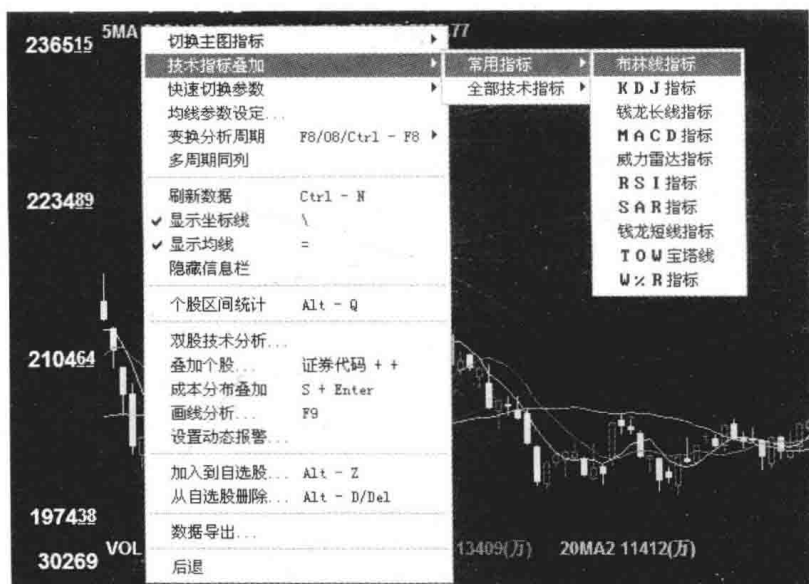 236515
5MA
.77
切换主图指标
技术指标叠加
快速切换参数
均线参数设定...
变换分析周期 F8/08/Ctrl - F8
多周期同列
刷新数据 Ctrl - N
✓ 显示坐标线 \
✓ 显示均线 =
隐藏信息栏
个股区间统计 Alt - Q
双股技术分析...
叠加个股... 证券代码 + +
成本分布叠加 S + Enter
画线分析... F9
设置动态报警...
加入到自选股... Alt - Z
从自选股删除... Alt - D/Del
数据导出...
后退
常用指标
全部技术指标
布林线指标
KDJ指标
钱龙长线指标
MACD指标
威力雷达指标
RSI指标
SAR指标
钱龙短线指标
TOW宝塔线
W%R指标
223489
210464
197438
30269
VOL
13409(万) 20MA2 11412(万)